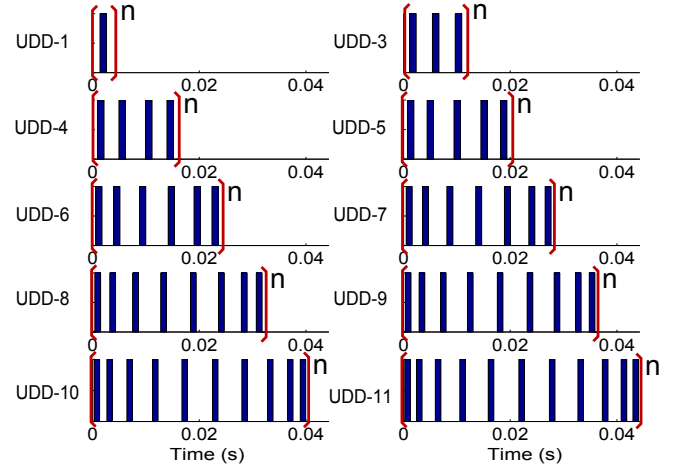 UDD-1 n UDD-3 n
0 0.02 0.04 0 0.02 0.04
UDD-4 n UDD-5 n
0 0.02 0.04 0 0.02 0.04
UDD-6 n UDD-7 n
0 0.02 0.04 0 0.02 0.04
UDD-8 n UDD-9 n
0 0.02 0.04 0 0.02 0.04
UDD-10 n UDD-11 n
0 0.02 0.04 0 0.02 0.04
Time (s) Time (s)